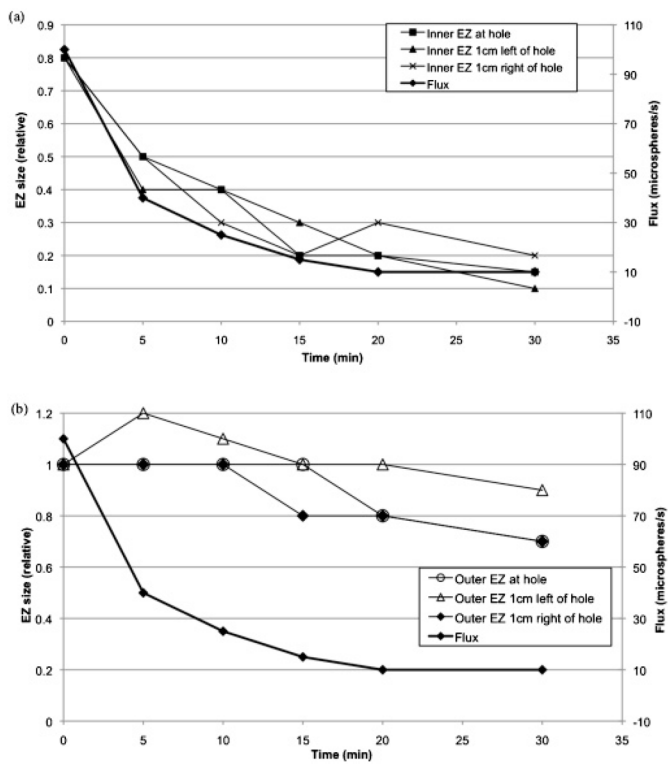 (a)
0.9
0.8
0.7
0.6
0.5
0.4
0.3
0.2
0.1
0
EZ size (relative)
Inner EZ at hole
Inner EZ 1cm left of hole
Inner EZ 1cm right of hole
Flux
110
90
70
50
30
10
-10
Flux (microspheres/s)
0 5 10 15 20 25 30 35
Time (min)
(b)
1.2
1
0.8
0.6
0.4
0.2
0
EZ size (relative)
Outer EZ at hole
Outer EZ 1cm left of hole
Outer EZ 1cm right of hole
Flux
110
90
70
50
30
10
-10
Flux (microspheres/s)
0 5 10 15 20 25 30 35
Time (min)